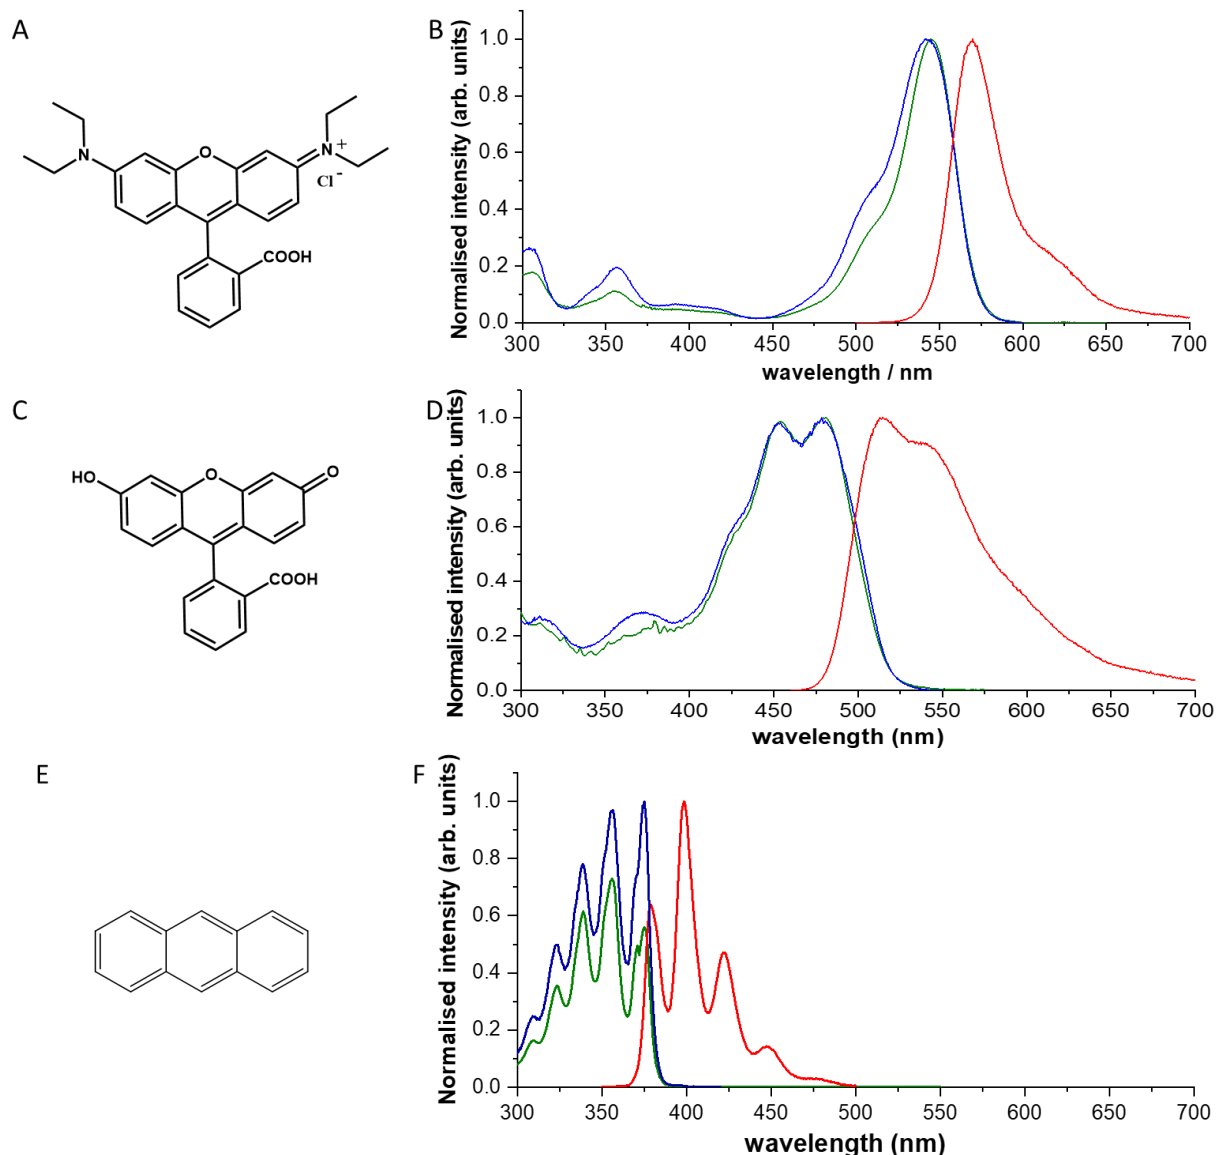 A
N
O
N
+
Cl -
COOH
B
Normalised intensity (arb. units)
1.0
0.8
0.6
0.4
0.2
0.0
300 350 400 450 500 550 600 650 700
wavelength / nm
C
HO
O
O
COOH
D
Normalised intensity (arb. units)
1.0
0.8
0.6
0.4
0.2
0.0
300 350 400 450 500 550 600 650 700
wavelength (nm)
E
F
Normalised intensity (arb. units)
1.0
0.8
0.6
0.4
0.2
0.0
300 350 400 450 500 550 600 650 700
wavelength (nm)